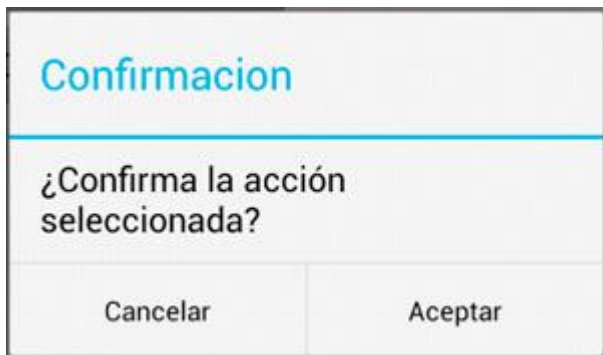 Confirmacion
¿Confirma la acción
seleccionada?
Cancelar
Aceptar